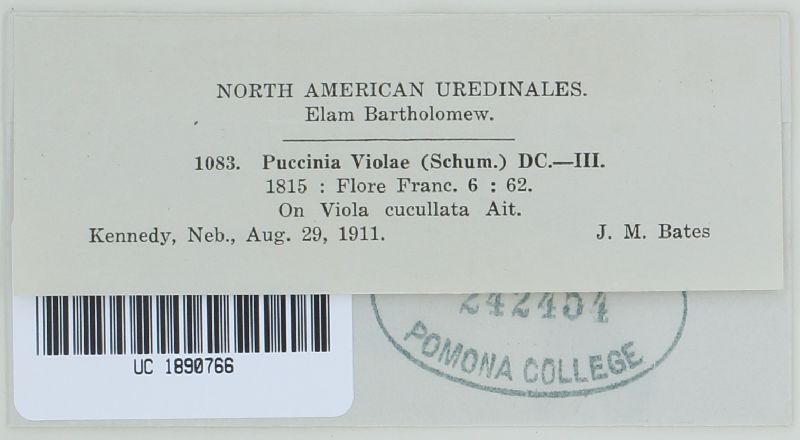 NORTH AMERICAN UREDINALES.
Elam Bartholomew.
1083. Puccinia Violae (Schum.) DC.—III.
1815 : Flore Franc. 6 : 62.
On Viola cucullata Ait.
Kennedy, Neb., Aug. 29, 1911. J. M. Bates
UC 1890766
242454
POMONA COLLEGE